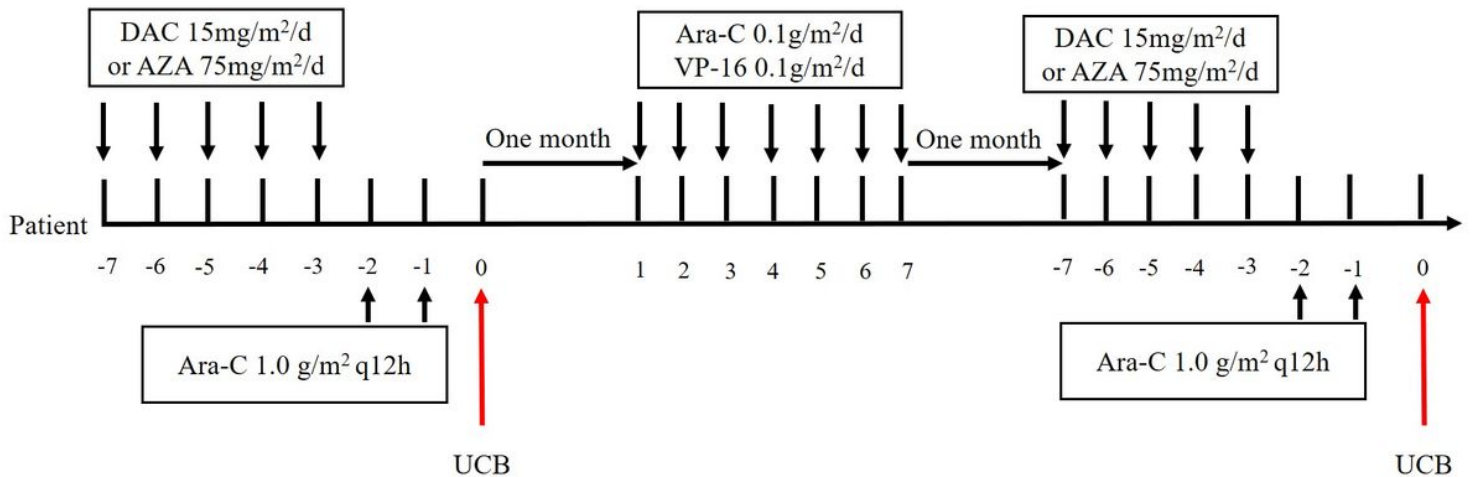 DAC 15mg/m²/d
or AZA 75mg/m²/d
Ara-C 0.1g/m²/d
VP-16 0.1g/m²/d
DAC 15mg/m²/d
or AZA 75mg/m²/d
One month
One month
Patient
-7 -6 -5 -4 -3 -2 -1 0 1 2 3 4 5 6 7 -7 -6 -5 -4 -3 -2 -1 0
Ara-C 1.0 g/m² q12h
Ara-C 1.0 g/m² q12h
UCB
UCB